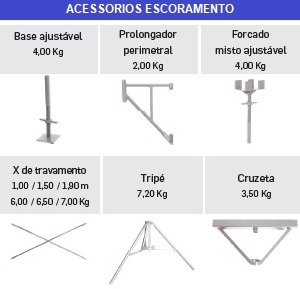 ACESSORIOS ESCORAMENTO
Base ajustável
4,00 Kg
Prolongador
perimetral
2,00 Kg
Forcado
misto ajustável
4,00 Kg
X de travamento
1,00 / 1,50 / 1,90 m
6,00 / 6,50 / 7,00 Kg
Tripé
7,20 Kg
Cruzeta
3,50 Kg